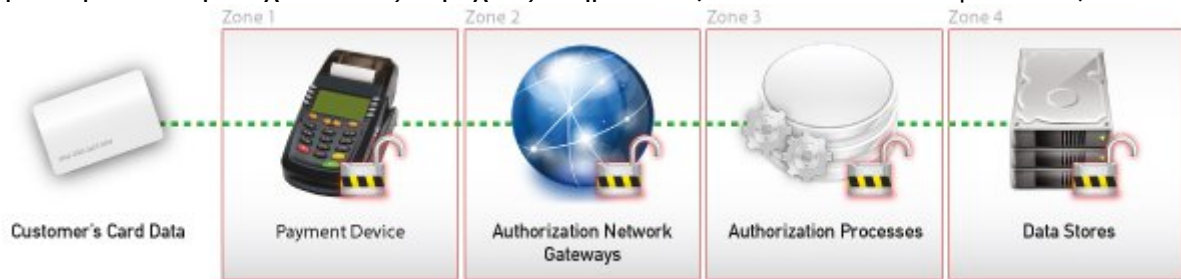 Zone 1
Zone 2
Zone 3
Zone 4
Customer's Card Data
Payment Device
Authorization Network
Gateways
Authorization Processes
Data Stores